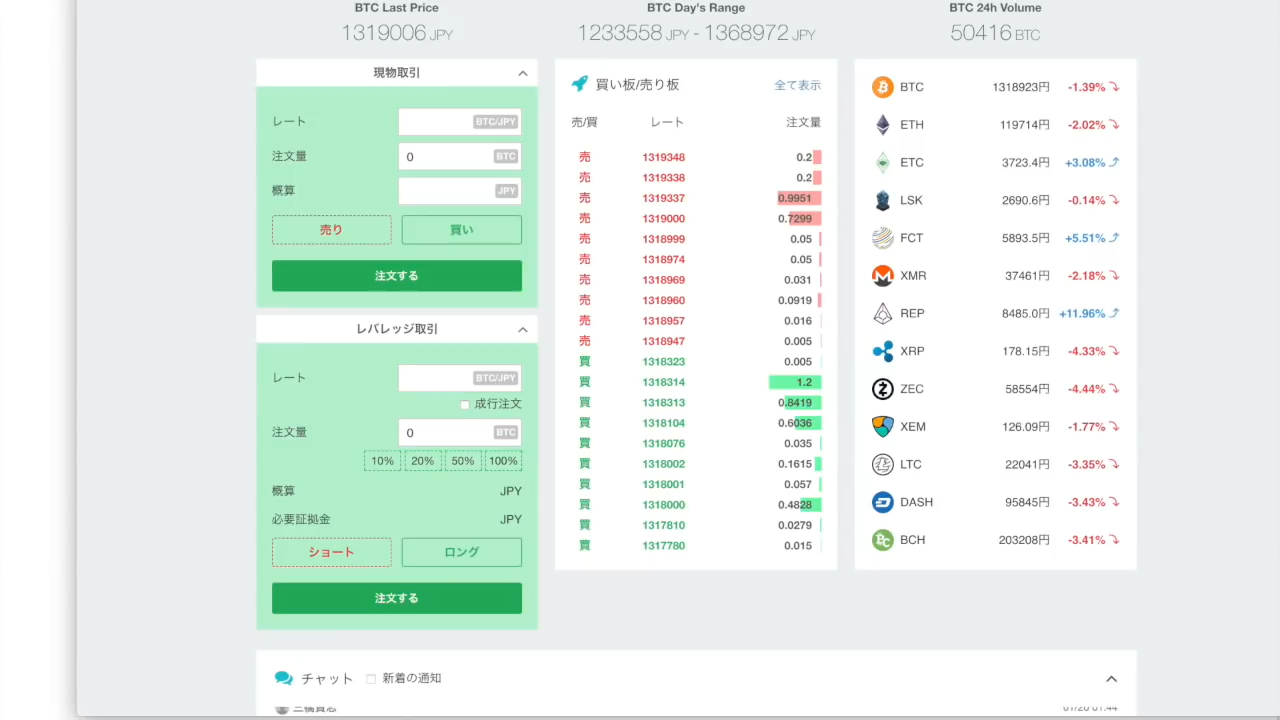 BTC Last Price
1319006 JPY
BTC Day's Range
1233558 JPY - 1368972 JPY
BTC 24h Volume
50416 BTC
現物取引
レート
BTC/JPY
注文量
0
BTC
概算
JPY
売り
買い
注文する
レバレッジ取引
レート
BTC/JPY
成行注文
注文量
0
BTC
10%
20%
50%
100%
概算
JPY
必要証拠金
JPY
ショート
ロング
注文する
買い板/売り板
全て表示
売/買 レート 注文量
売 1319348 0.2
売 1319338 0.2
売 1319337 0.9951
売 1319000 0.7299
売 1318999 0.05
売 1318974 0.05
売 1318969 0.031
売 1318960 0.0919
売 1318957 0.016
売 1318947 0.005
買 1318323 0.005
買 1318314 1.2
買 1318313 0.8419
買 1318104 0.6036
買 1318076 0.035
買 1318002 0.1615
買 1318001 0.057
買 1318000 0.4828
買 1317810 0.0279
買 1317780 0.015
BTC 1318923円 -1.39%
ETH 119714円 -2.02%
ETC 3723.4円 +3.08%
LSK 2690.6円 -0.14%
FCT 5893.5円 +5.51%
XMR 37461円 -2.18%
REP 8485.0円 +11.96%
XRP 178.15円 -4.33%
ZEC 58554円 -4.44%
XEM 126.09円 -1.77%
LTC 22041円 -3.35%
DASH 95845円 -3.43%
BCH 203208円 -3.41%
チャット
新着の通知